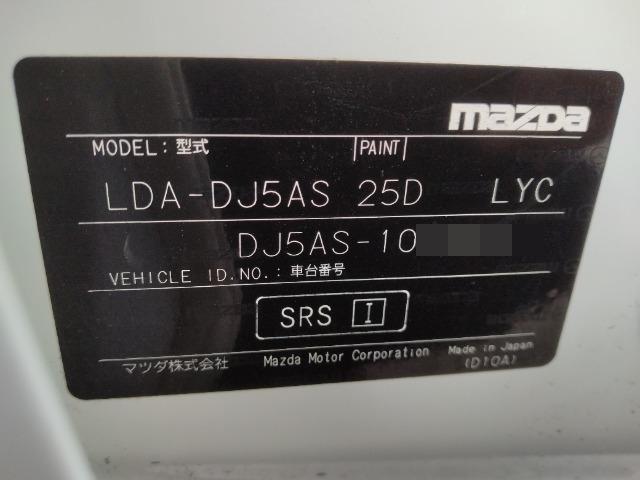 mazda
MODEL: 型式 PAINT
LDA-DJ5AS 25D LYC
DJ5AS-10
VEHICLE ID.NO.: 車台番号
SRS I
マツダ株式会社 Mazda Motor Corporation Made in Japan
(D10A)